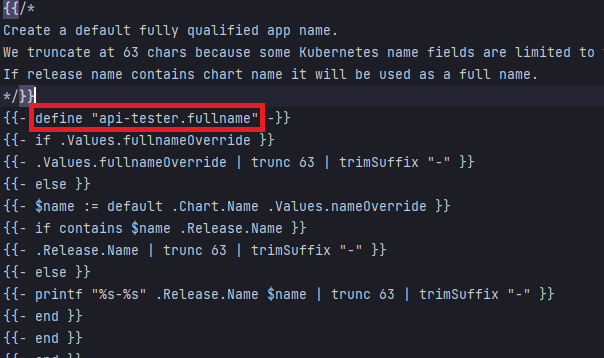 {{/*
Create a default fully qualified app name.
We truncate at 63 chars because some Kubernetes name fields are limited to
If release name contains chart name it will be used as a full name.
*/}}
{{- define "api-tester.fullname" -}}
{{- if .Values.fullnameOverride }}
{{- .Values.fullnameOverride | trunc 63 | trimSuffix "-" }}
{{- else }}
{{- $name := default .Chart.Name .Values.nameOverride }}
{{- if contains $name .Release.Name }}
{{- .Release.Name | trunc 63 | trimSuffix "-" }}
{{- else }}
{{- printf "%s-%s" .Release.Name $name | trunc 63 | trimSuffix "-" }}
{{- end }}
{{- end }}
{{- end }}